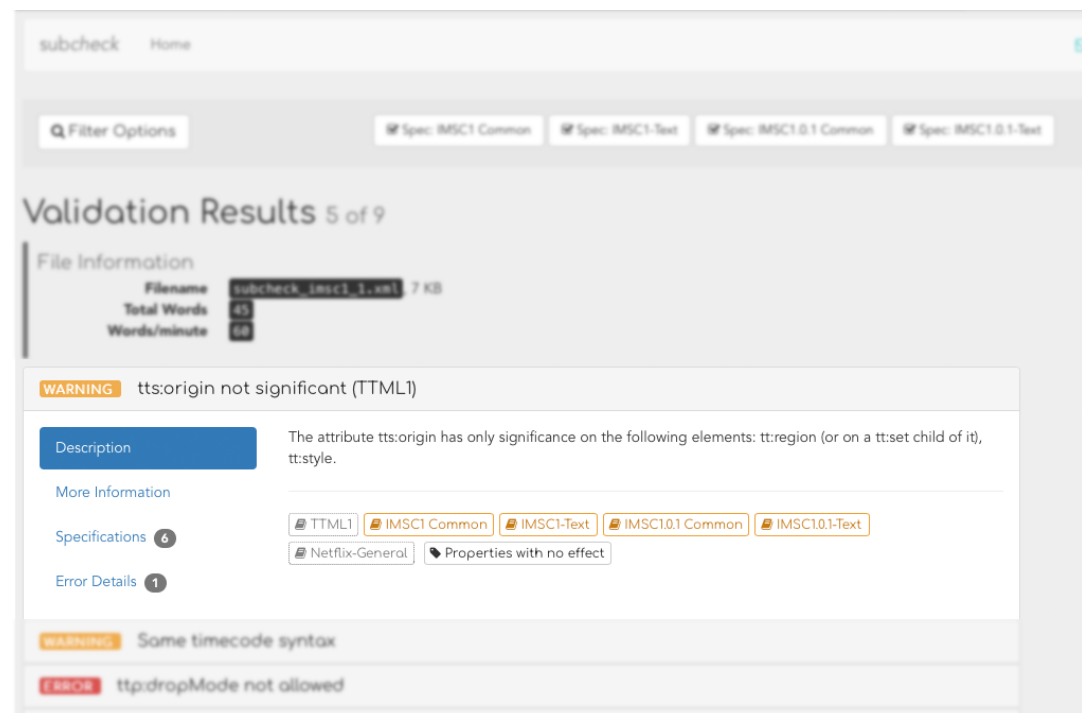 subcheck Home
Filter Options
Spec: IMSC1 Common Spec: IMSC1-Text Spec: IMSC1.0.1 Common Spec: IMSC1.0.1-Text
Validation Results 5 of 9
File Information
Filename subcheck_imsc1_1.xml, 7 KB
Total Words 45
Words/minute 60
WARNING tts:origin not significant (TTML1)
Description
The attribute tts:origin has only significance on the following elements: tt:region (or on a tt:set child of it),
tt:style.
More Information
Specifications 6
Error Details 1
TTML1 IMSC1 Common IMSC1-Text IMSC1.0.1 Common IMSC1.0.1-Text
Netflix-General Properties with no effect
WARNING Same timecode syntax
ERROR ttp:dropMode not allowed